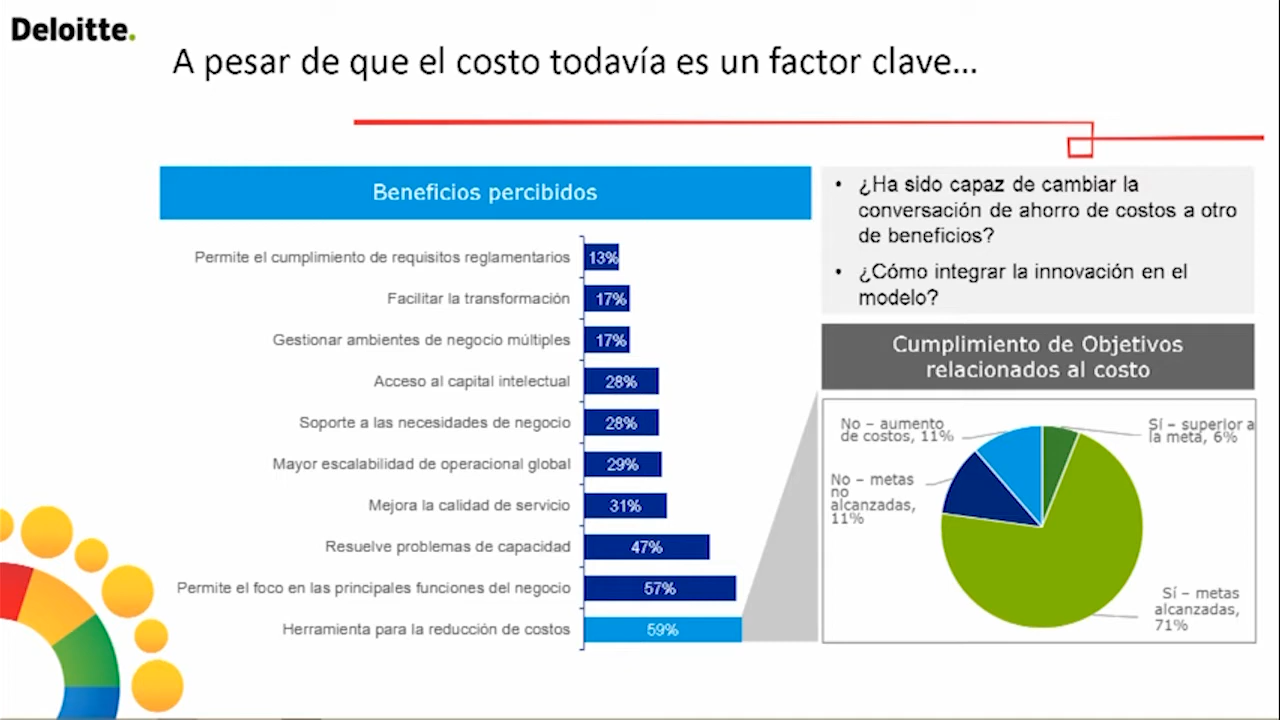 Deloitte.
A pesar de que el costo todavía es un factor clave...
Beneficios percibidos
Permite el cumplimiento de requisitos reglamentarios 13%
Facilitar la transformación 17%
Gestionar ambientes de negocio múltiples 17%
Acceso al capital intelectual 28%
Soporte a las necesidades de negocio 28%
Mayor escalabilidad de operacional global 29%
Mejora la calidad de servicio 31%
Resuelve problemas de capacidad 47%
Permite el foco en las principales funciones del negocio 57%
Herramienta para la reducción de costos 59%
• ¿Ha sido capaz de cambiar la
conversación de ahorro de costos a otro
de beneficios?
• ¿Cómo integrar la innovación en el
modelo?
Cumplimiento de Objetivos
relacionados al costo
No – aumento
de costos, 11%
Sí – superior a
la meta, 6%
No – metas
no
alcanzadas,
11%
Sí – metas
alcanzadas,
71%